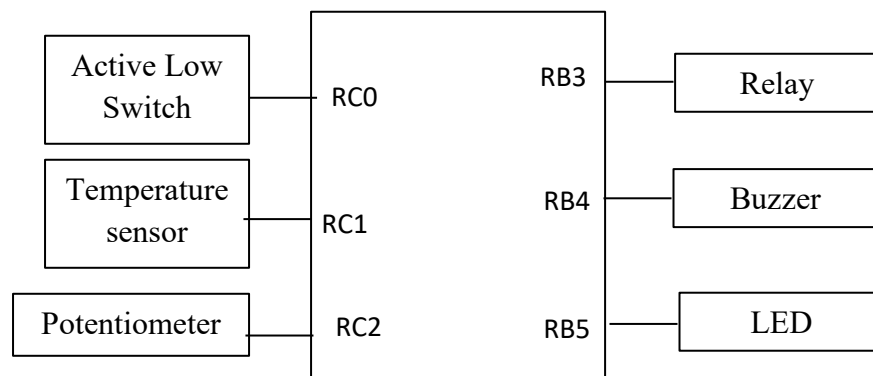 Active Low
Switch
RC0
RB3
Relay
Temperature
sensor
RC1
RB4
Buzzer
Potentiometer
RC2
RB5
LED